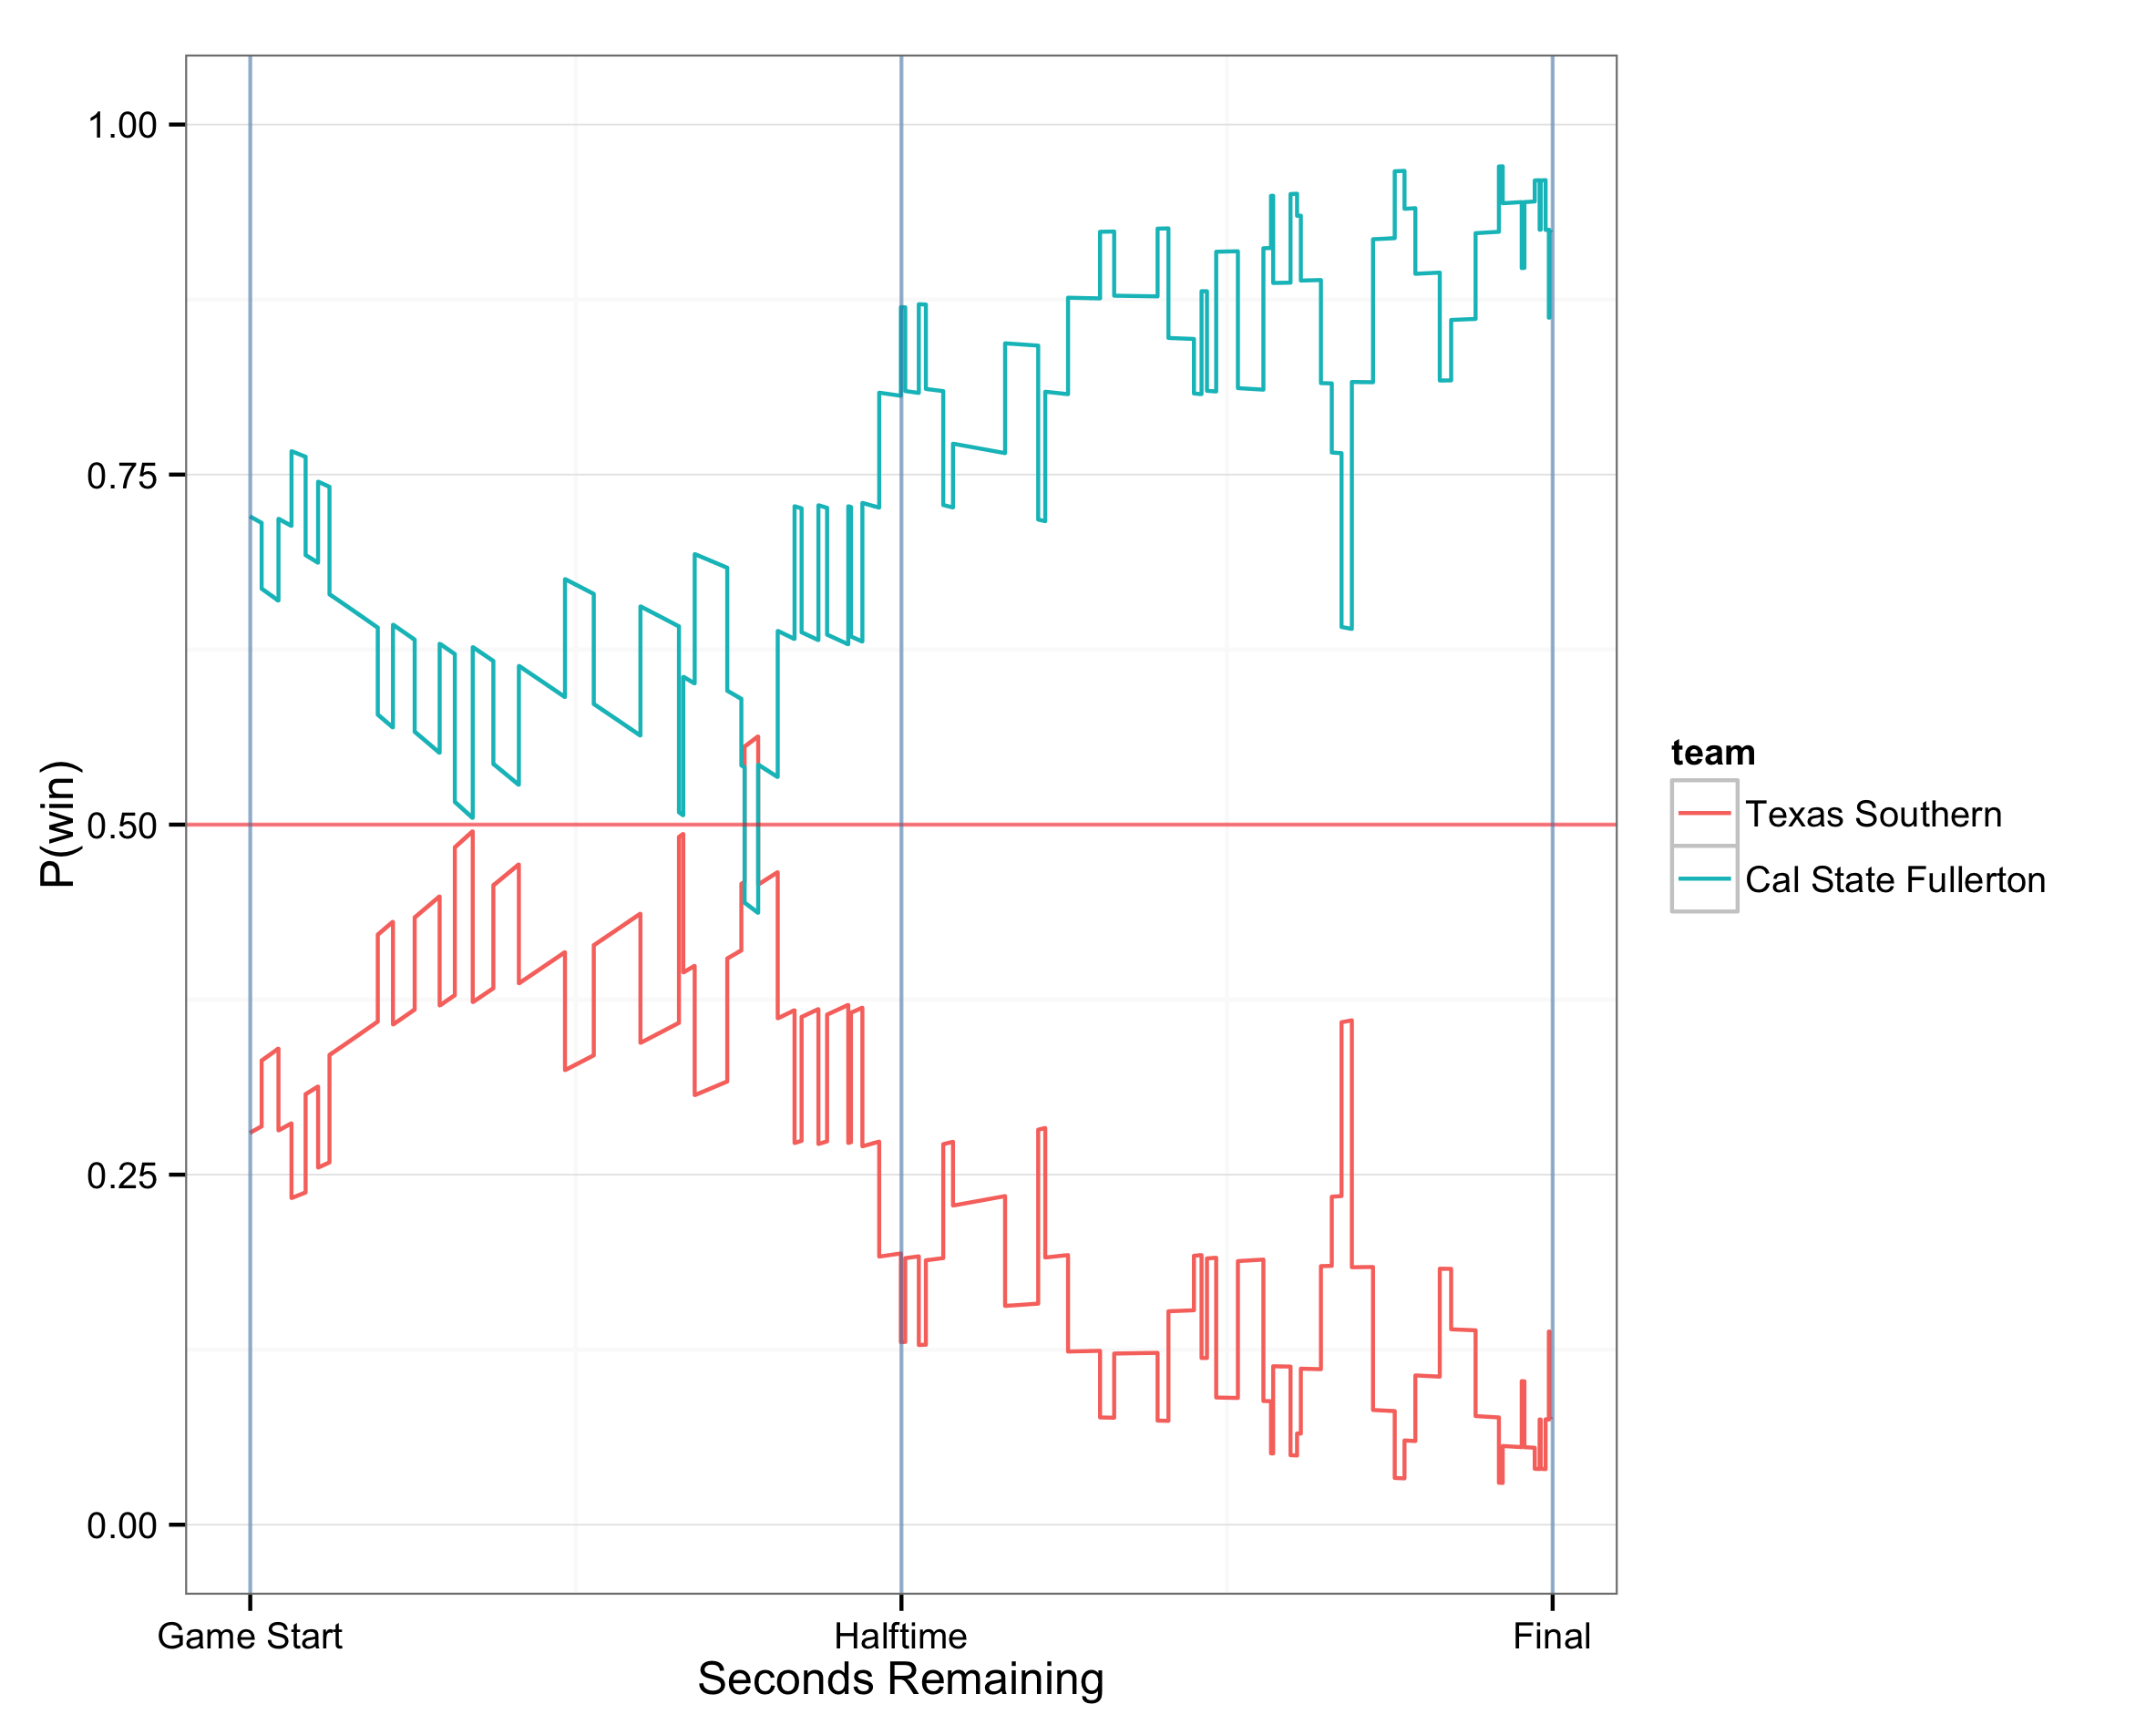 1.00
0.75
0.50
0.25
0.00
P(win)
Game Start
Halftime
Final
Seconds Remaining
team
Texas Southern
Cal State Fullerton